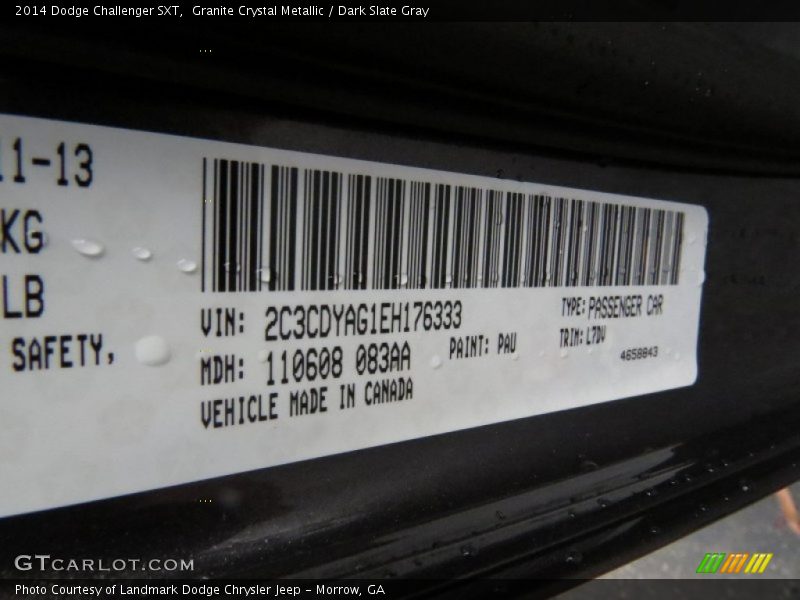 2014 Dodge Challenger SXT,  Granite Crystal Metallic / Dark Slate Gray
11-13
KG
LB
SAFETY,
VIN: 2C3CDYAG1EH176333
TYPE: PASSENGER CAR
MDH: 110608 083AA
PAINT: PAU
TRIM: L7DV
4658843
VEHICLE MADE IN CANADA
GTCARLOT.COM
Photo Courtesy of Landmark Dodge Chrysler Jeep - Morrow, GA